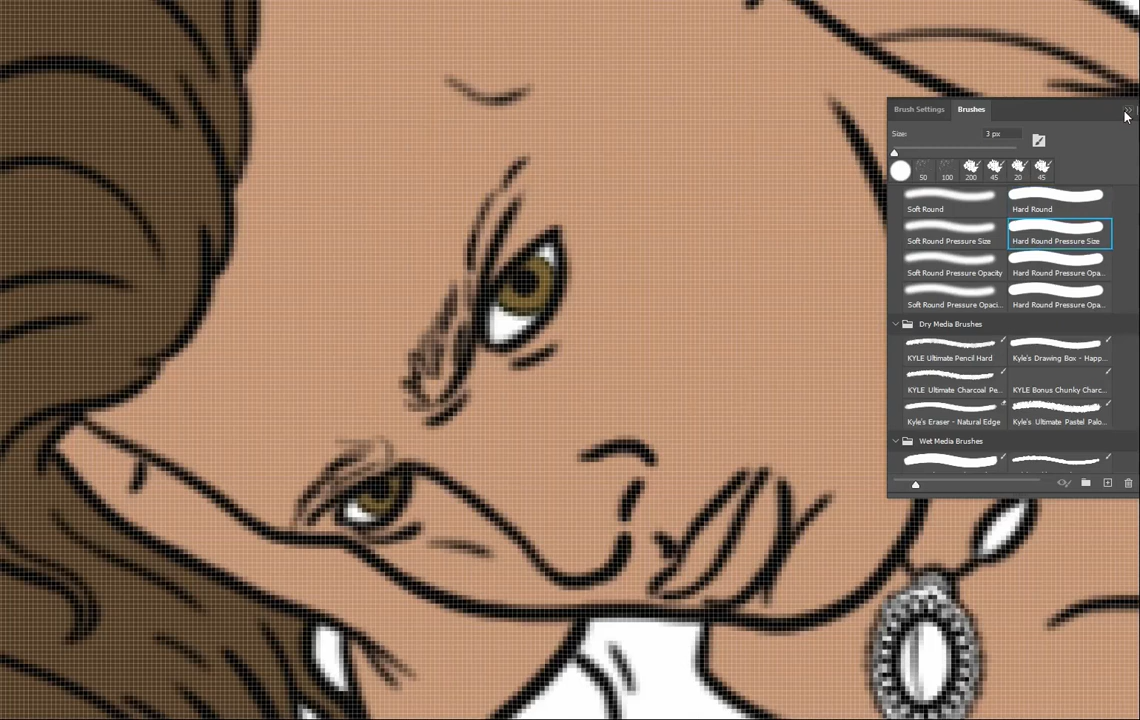 Brush Settings Brushes
Size: 3 px
50 100 200 45 20 45
Soft Round Hard Round
Soft Round Pressure Size Hard Round Pressure Size
Soft Round Pressure Opacity Hard Round Pressure Opa...
Soft Round Pressure Opaci... Hard Round Pressure Opa...
Dry Media Brushes
KYLE Ultimate Pencil Hard Kyle's Drawing Box - Happ...
KYLE Ultimate Charcoal Pe... KYLE Bonus Chunky Charc...
Kyle's Eraser - Natural Edge Kyle's Ultimate Pastel Palo...
Wet Media Brushes